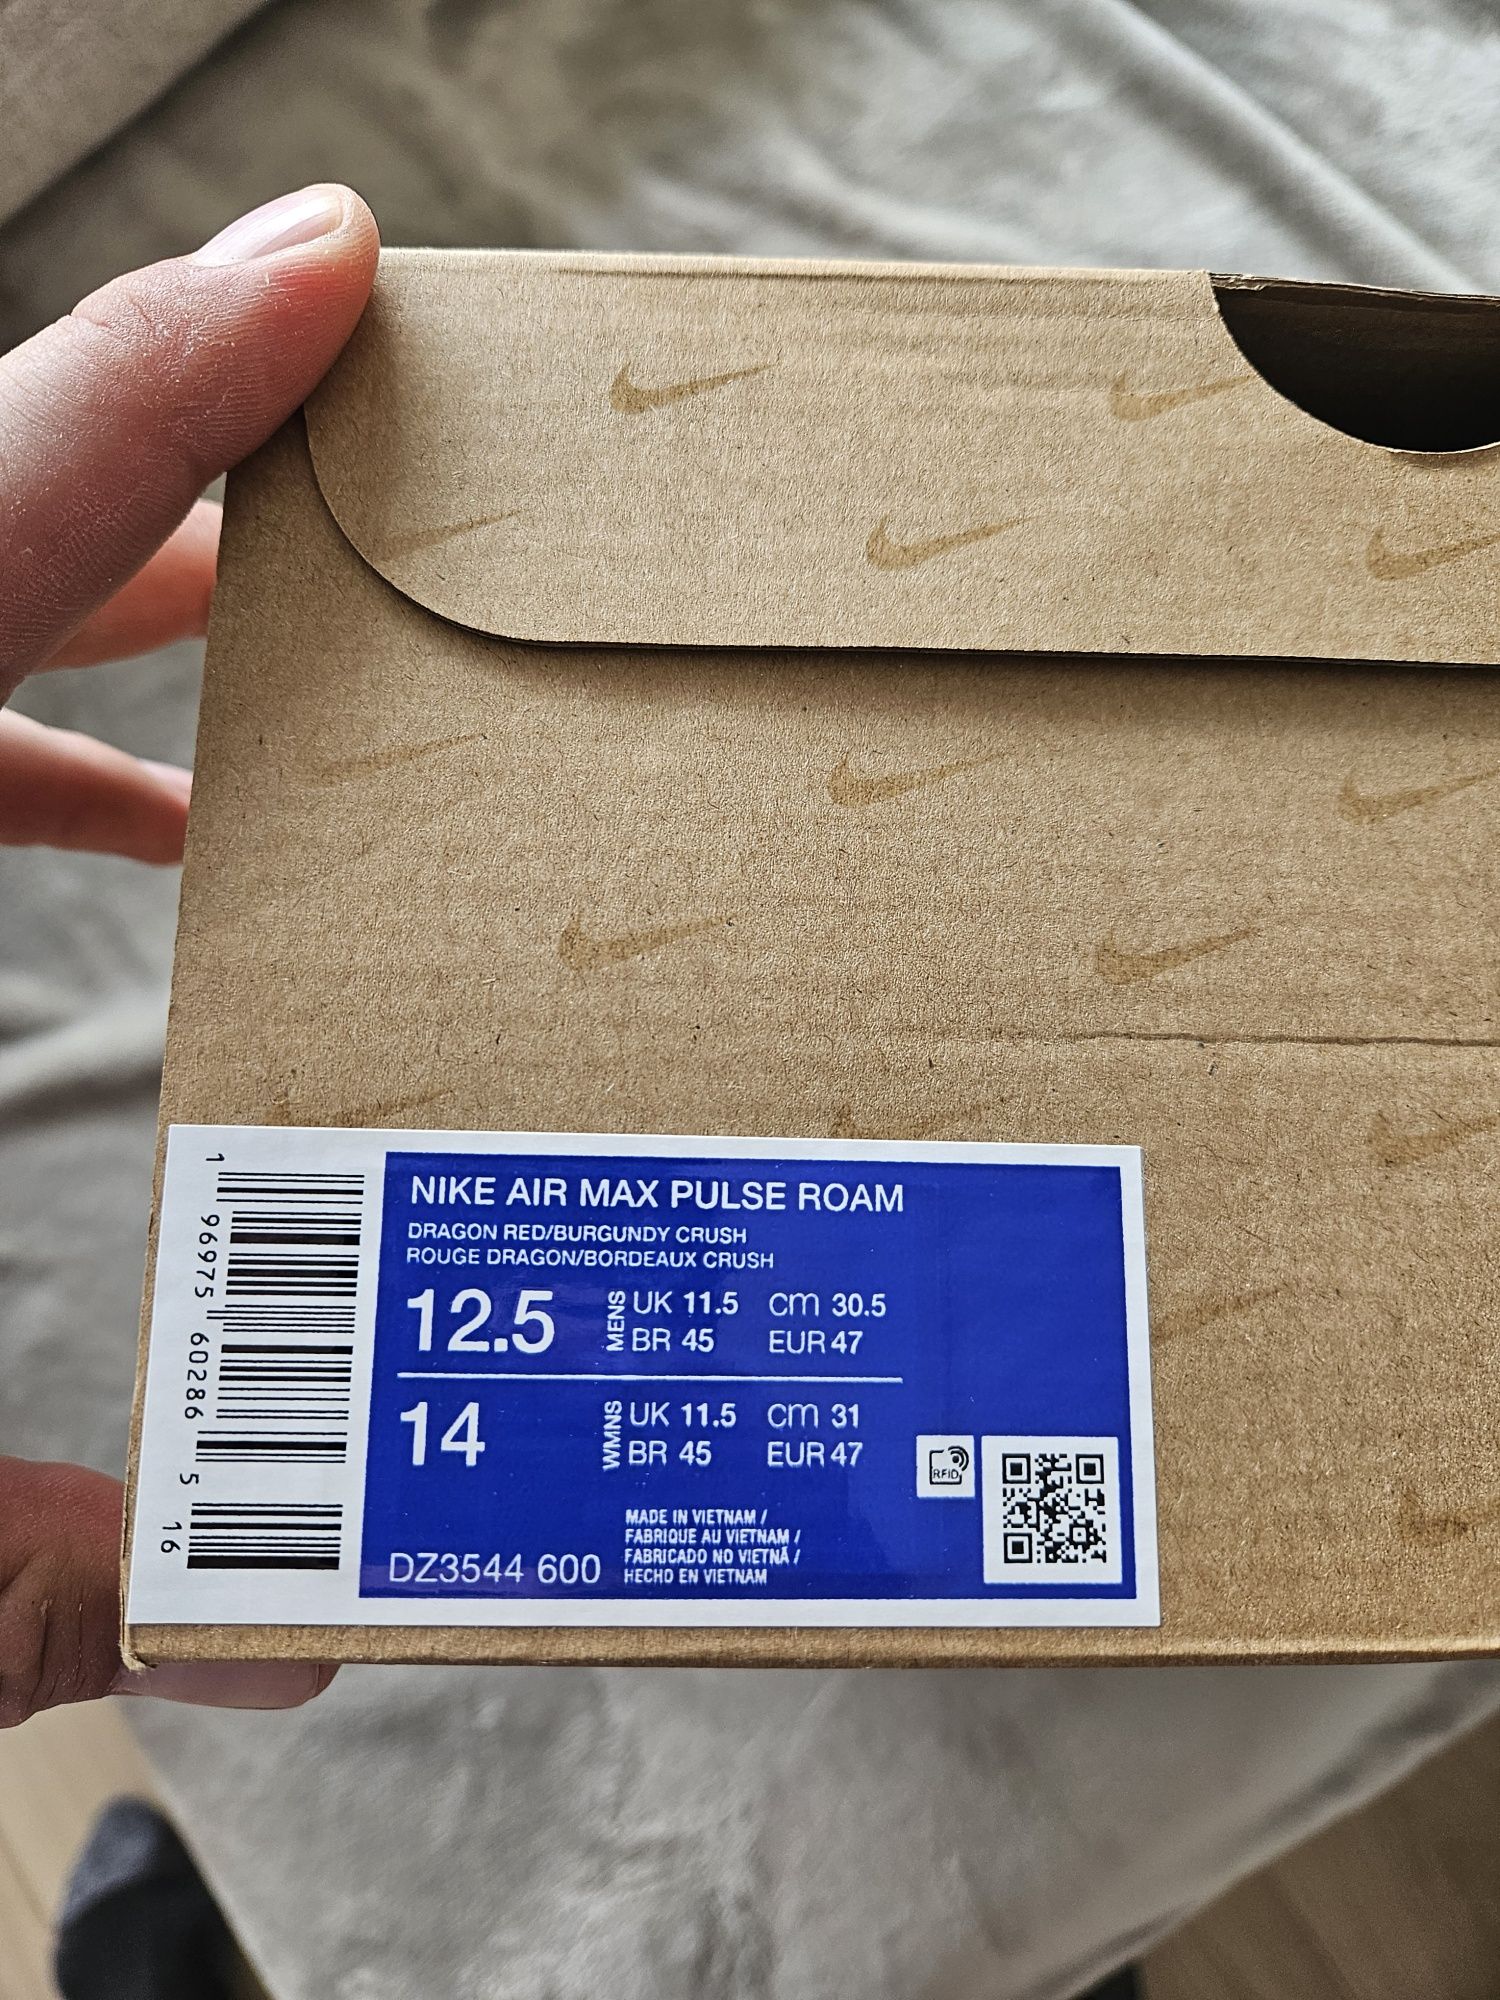 NIKE AIR MAX PULSE ROAM
DRAGON RED/BURGUNDY CRUSH
ROUGE DRAGON/BORDEAUX CRUSH
12.5 MENS UK 11.5 cm 30.5
BR 45 EUR 47
14 WMNS UK 11.5 cm 31
BR 45 EUR 47
RFID
MADE IN VIETNAM /
FABRIQUE AU VIETNAM /
FABRICADO NO VIETNÃ /
HECHO EN VIETNAM
DZ3544 600
1 96975 60286 5 16